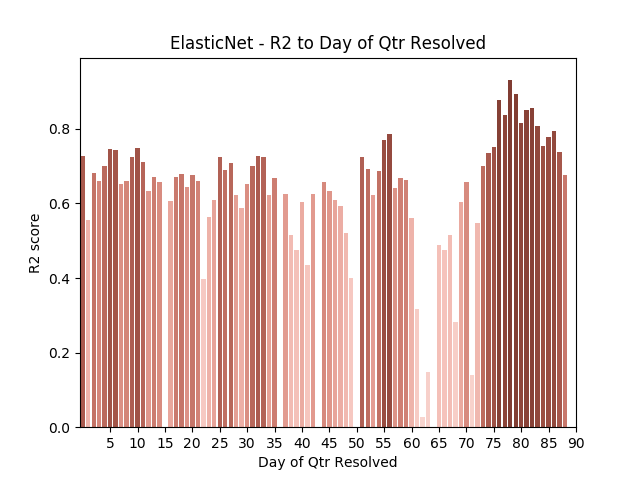 ElasticNet - R2 to Day of Qtr Resolved
R2 score
0.8
0.6
0.4
0.2
0.0
5 10 15 20 25 30 35 40 45 50 55 60 65 70 75 80 85 90
Day of Qtr Resolved